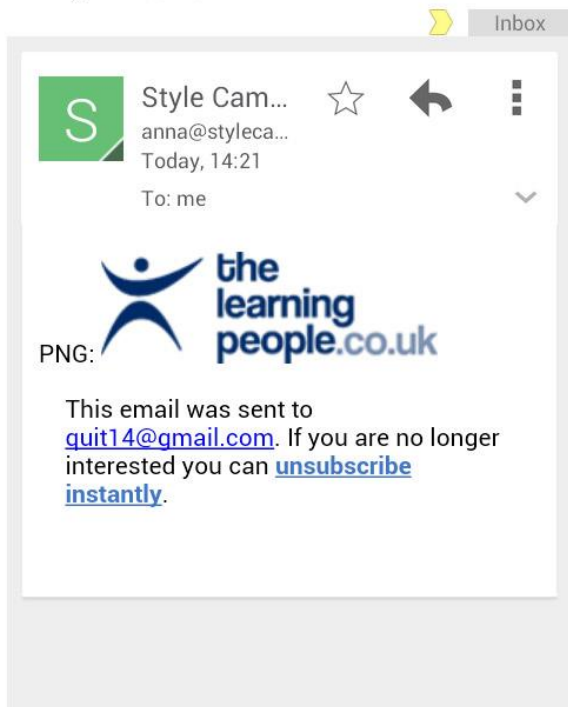 Inbox
S
Style Cam...
anna@styleca...
Today, 14:21
To: me
the
learning
people.co.uk
PNG:
This email was sent to
quit14@gmail.com. If you are no longer
interested you can unsubscribe
instantly.